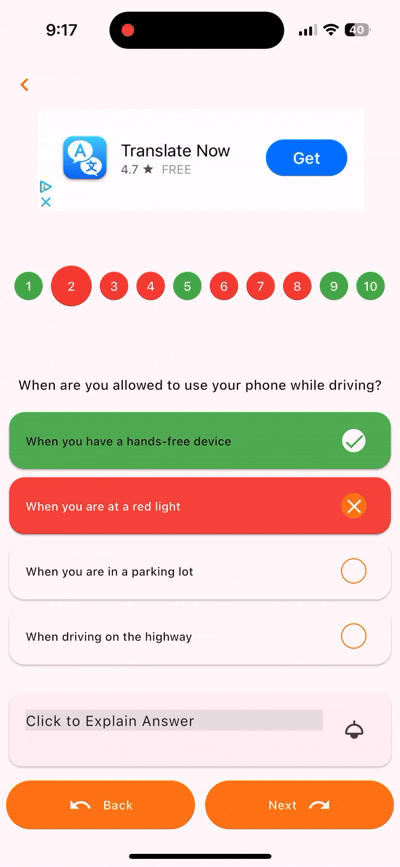 9:17
40
Translate Now
4.7 ★ FREE
Get
1 2 3 4 5 6 7 8 9 10
When are you allowed to use your phone while driving?
When you have a hands-free device
When you are at a red light
When you are in a parking lot
When driving on the highway
Click to Explain Answer
Back Next